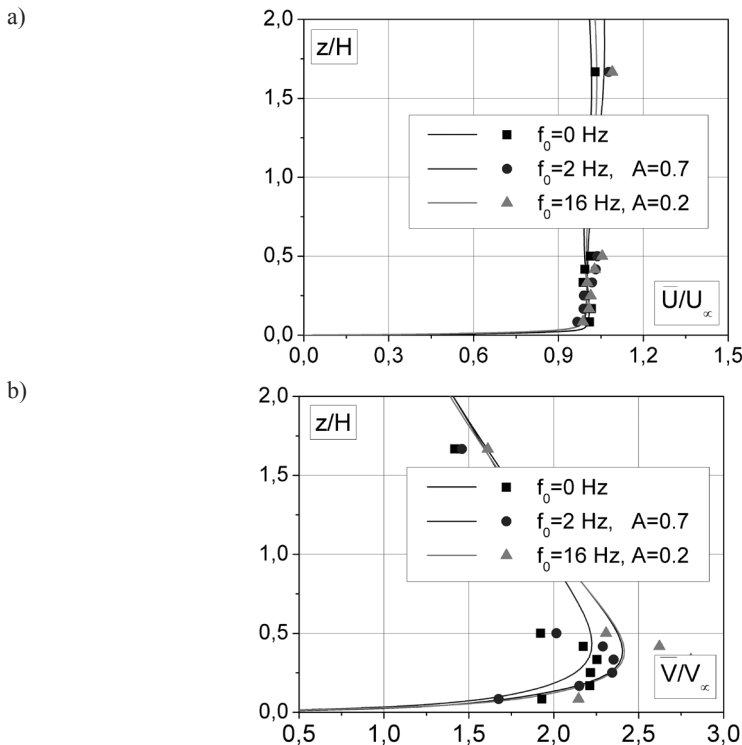 a)
2,0
z/H
1,5
f₀=0 Hz
1,0
f₀=2 Hz, A=0.7
f₀=16 Hz, A=0.2
0,5
U̅/U∝
0,0
0,0 0,3 0,6 0,9 1,2 1,5
b)
2,0
z/H
1,5
f₀=0 Hz
f₀=2 Hz, A=0.7
1,0
f₀=16 Hz, A=0.2
0,5
V̅/V∝
0,0
0,5 1,0 1,5 2,0 2,5 3,0